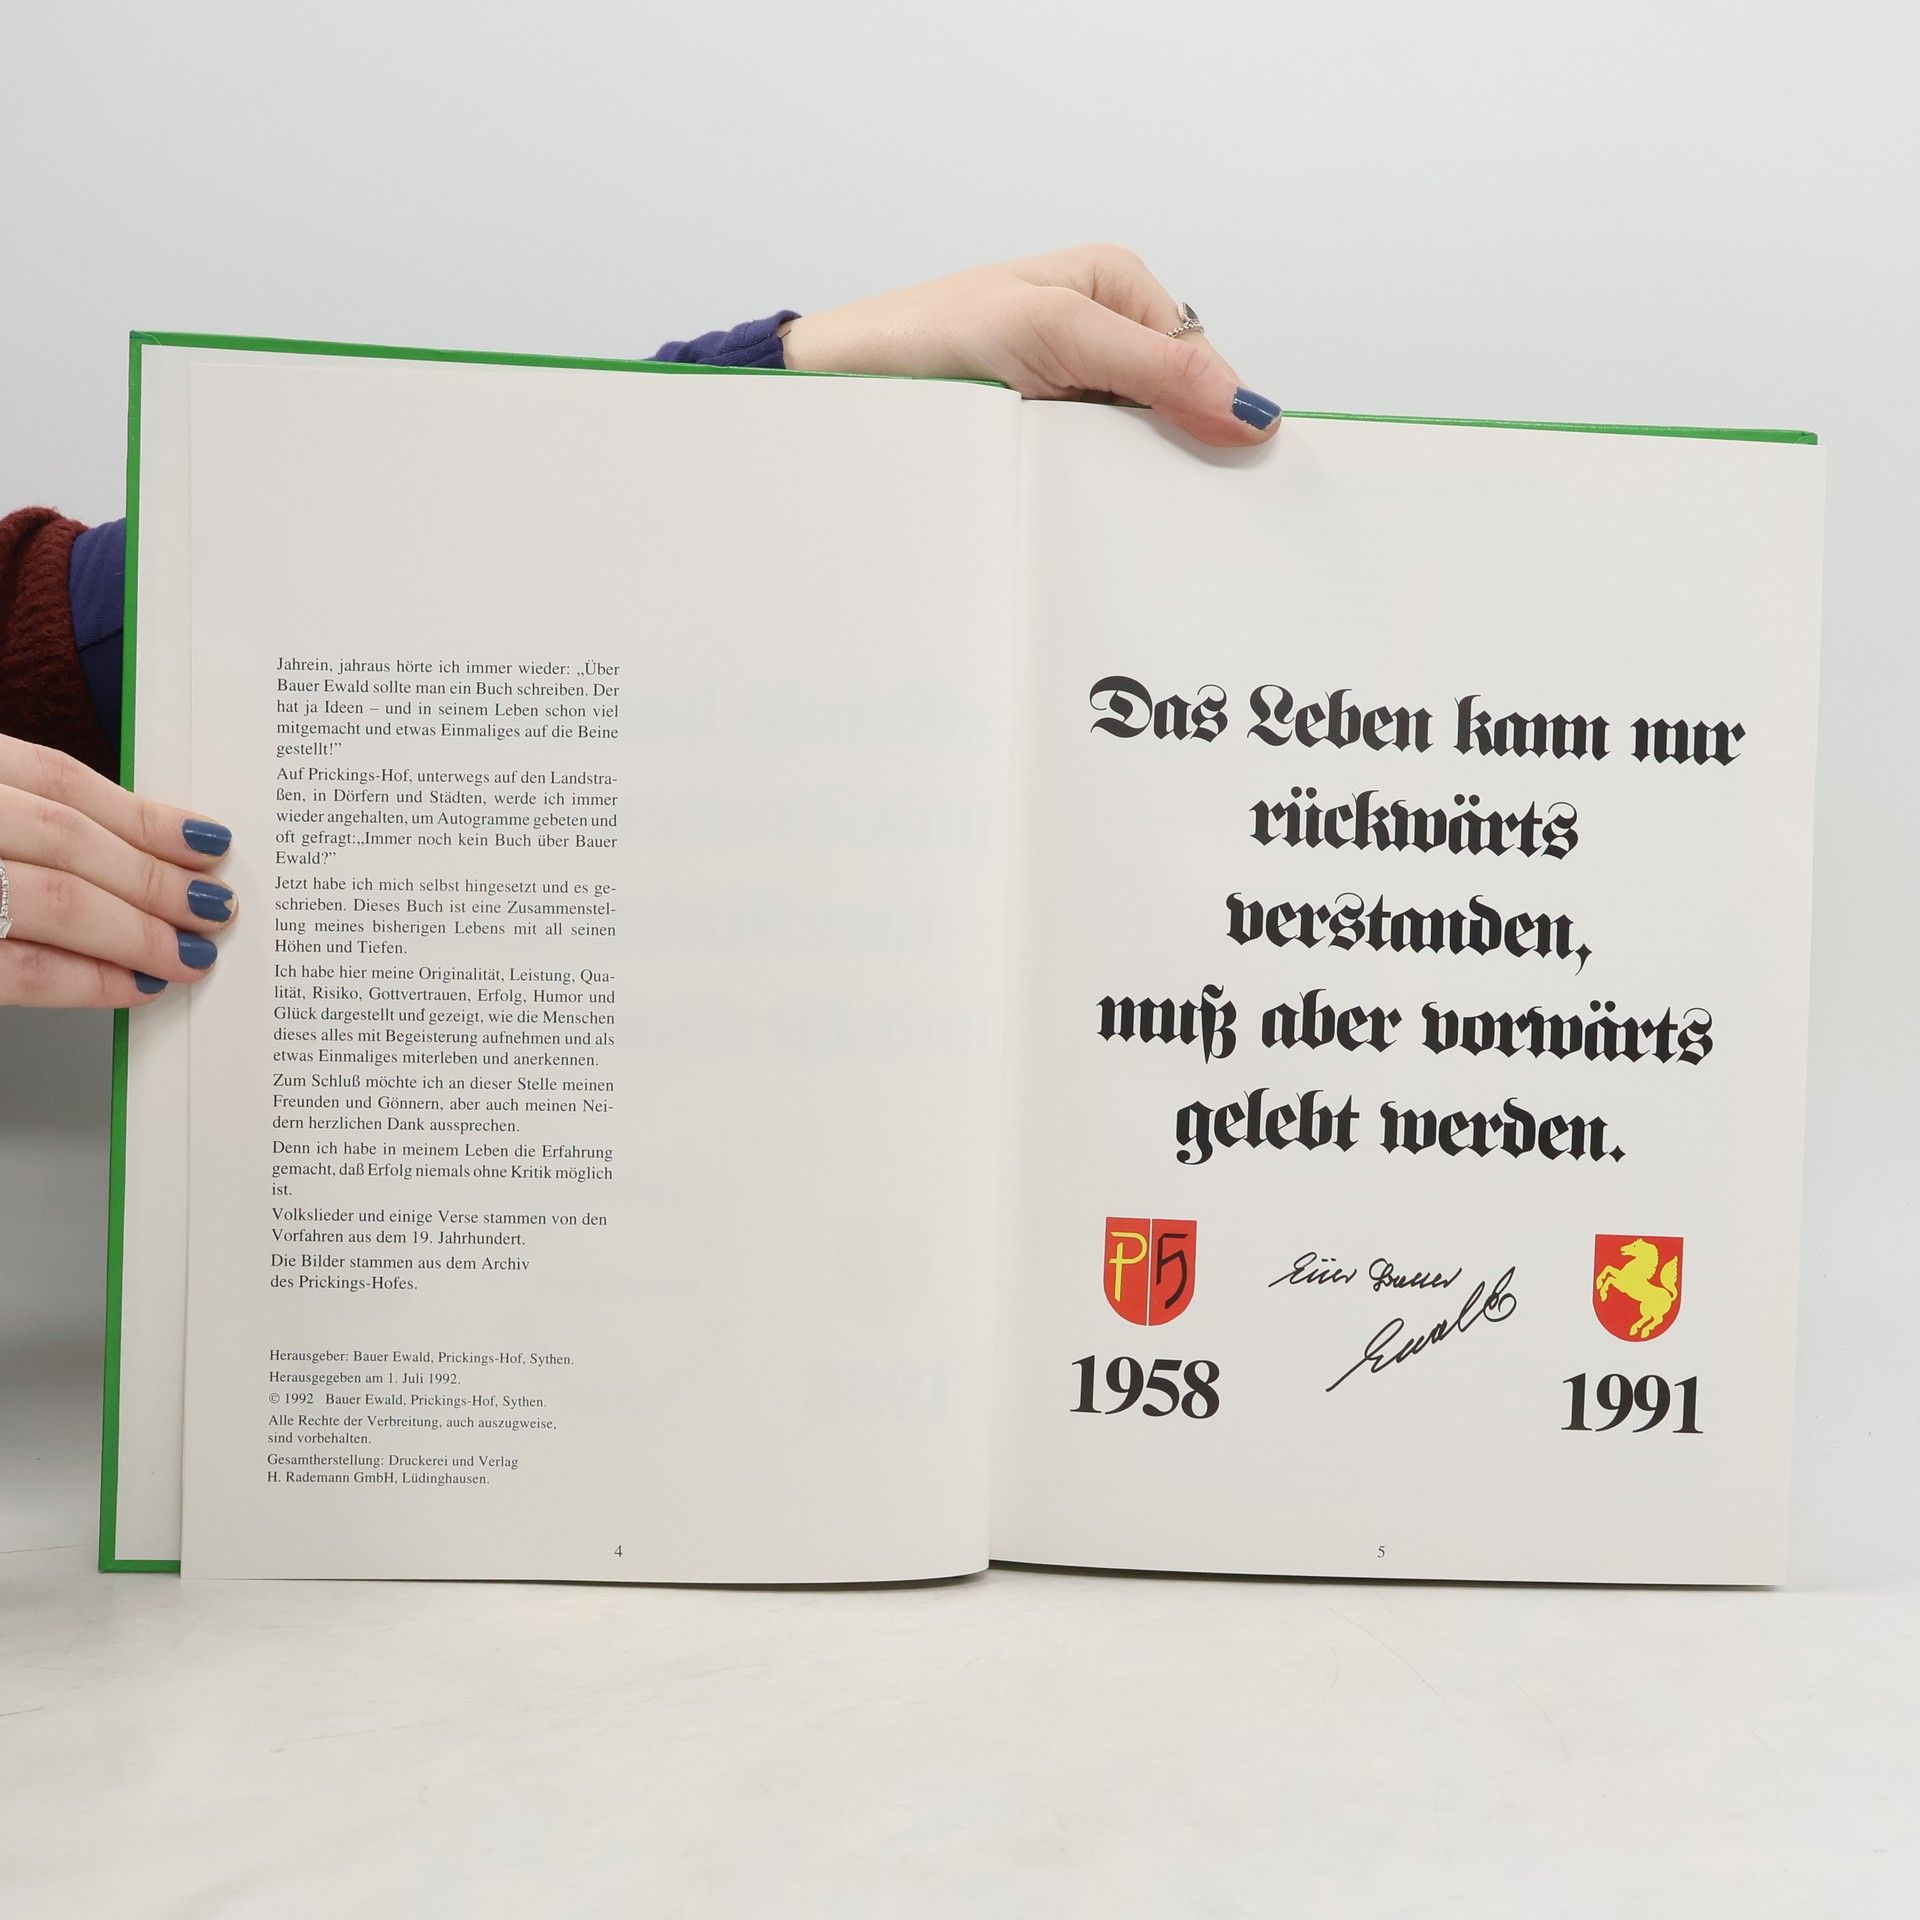 Jahrein, jahraus hörte ich immer wieder: „Über
Bauer Ewald sollte man ein Buch schreiben. Der
hat ja Ideen – und in seinem Leben schon viel
mitgemacht und etwas Einmaliges auf die Beine
gestellt!”
Auf Prickings-Hof, unterwegs auf den Landstra-
ßen, in Dörfern und Städten, werde ich immer
wieder angehalten, um Autogramme gebeten und
oft gefragt:„Immer noch kein Buch über Bauer
Ewald?”
Jetzt habe ich mich selbst hingesetzt und es ge-
schrieben. Dieses Buch ist eine Zusammenstel-
lung meines bisherigen Lebens mit all seinen
Höhen und Tiefen.
Ich habe hier meine Originalität, Leistung, Qua-
lität, Risiko, Gottvertrauen, Erfolg, Humor und
Glück dargestellt und gezeigt, wie die Menschen
dieses alles mit Begeisterung aufnehmen und als
etwas Einmaliges miterleben und anerkennen.
Zum Schluß möchte ich an dieser Stelle meinen
Freunden und Gönnern, aber auch meinen Nei-
dern herzlichen Dank aussprechen.
Denn ich habe in meinem Leben die Erfahrung
gemacht, daß Erfolg niemals ohne Kritik möglich
ist.
Volkslieder und einige Verse stammen von den
Vorfahren aus dem 19. Jahrhundert.
Die Bilder stammen aus dem Archiv
des Prickings-Hofes.
Herausgeber: Bauer Ewald, Prickings-Hof, Sythen.
Herausgegeben am 1. Juli 1992.
© 1992 Bauer Ewald, Prickings-Hof, Sythen.
Alle Rechte der Verbreitung, auch auszugweise,
sind vorbehalten.
Gesamtherstellung: Druckerei und Verlag
H. Rademann GmbH, Lüdinghausen.
4
Das Leben kann nur
rückwärts
verstanden,
muß aber vorwärts
gelebt werden.
P H
Euer Bauer
Ewald
1958
1991
5